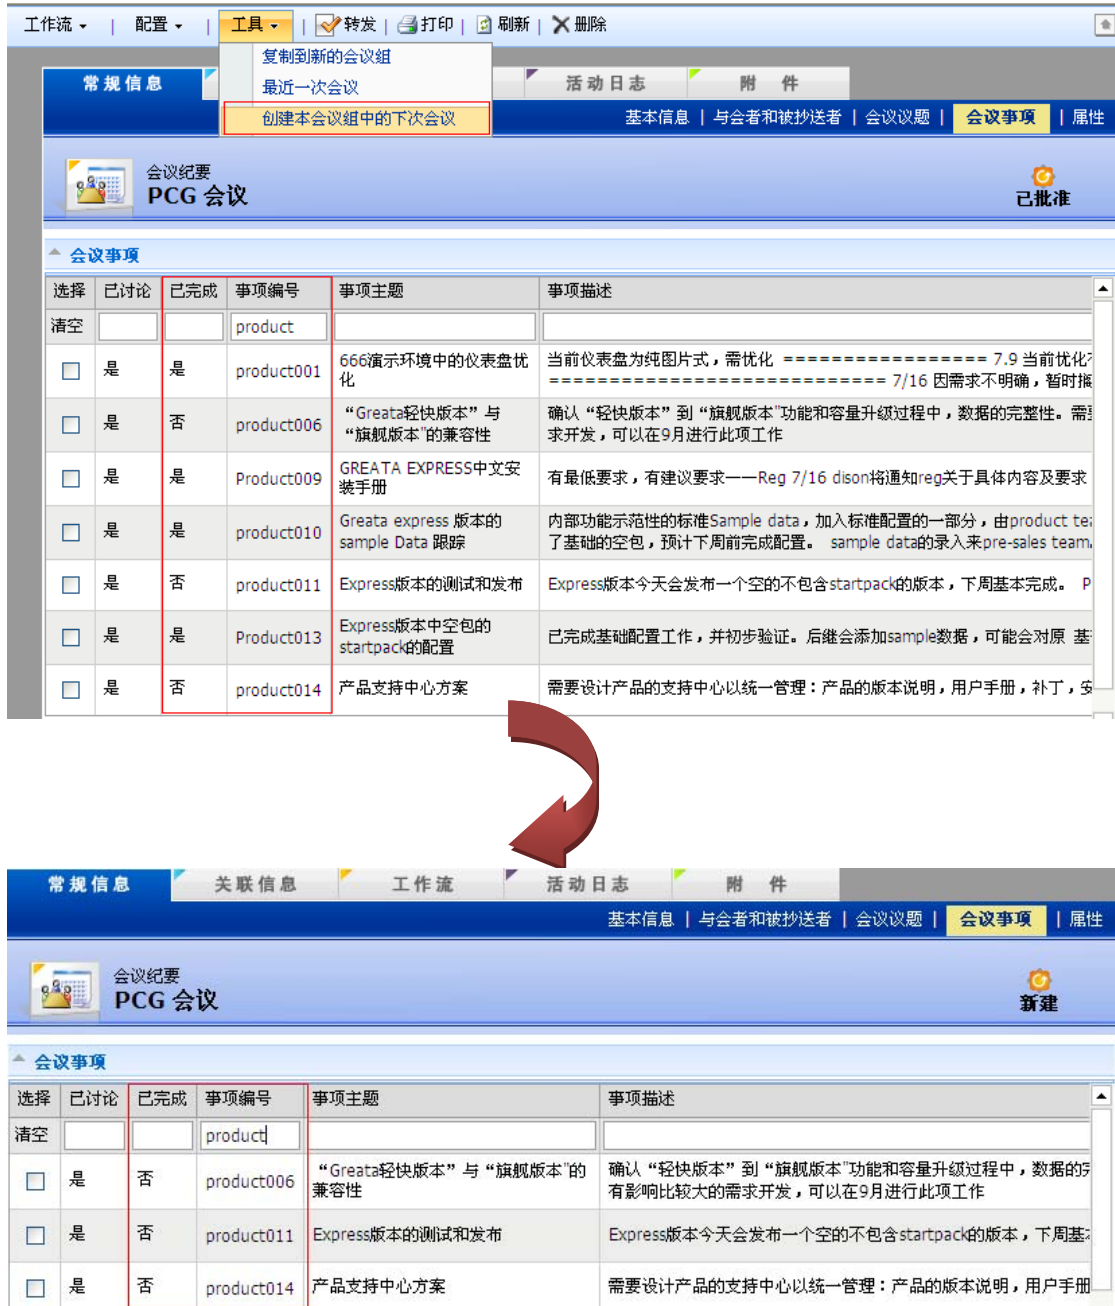 工作流 | 配置 | 工具 | 转发 | 打印 | 刷新 | 删除
复制到新的会议组
最近一次会议
创建本会议组中的下次会议
常规信息 活动日志 附 件
基本信息 | 与会者和被抄送者 | 会议议题 | 会议事项 | 属性
会议纪要
PCG 会议
已批准
会议事项
选择 已讨论 已完成 事项编号 事项主题 事项描述
清空 product
是 是 product001 666演示环境中的仪表盘优化 当前仪表盘为纯图片式，需优化 ================= 7.9 当前优化
============================ 7/16 因需求不明确，暂时搁
是 否 product006 “Greata轻快版本”与“旗舰版本"的兼容性 确认“轻快版本”到“旗舰版本"功能和容量升级过程中，数据的完整性。需
求开发，可以在9月进行此项工作
是 是 Product009 GREATA EXPRESS中文安装手册 有最低要求，有建议要求——Reg 7/16 dison将通知reg关于具体内容及要求
是 是 product010 Greata express 版本的 sample Data 跟踪 内部功能示范性的标准Sample data，加入标准配置的一部分，由product
了基础的空包，预计下周前完成配置。 sample data的录入来pre-sales team.
是 否 product011 Express版本的测试和发布 Express版本今天会发布一个空的不包含startpack的版本，下周基本完成。 P
是 是 Product013 Express版本中空包的startpack的配置 已完成基础配置工作，并初步验证。后继会添加sample数据，可能会对原 基
是 否 product014 产品支持中心方案 需要设计产品的支持中心以统一管理：产品的版本说明，用户手册，补丁，安
常规信息 关联信息 工作流 活动日志 附 件
基本信息 | 与会者和被抄送者 | 会议议题 | 会议事项 | 属性
会议纪要
PCG 会议
新建
会议事项
选择 已讨论 已完成 事项编号 事项主题 事项描述
清空 product
是 否 product006 “Greata轻快版本”与“旗舰版本"的兼容性 确认“轻快版本”到“旗舰版本"功能和容量升级过程中，数据的完
有影响比较大的需求开发，可以在9月进行此项工作
是 否 product011 Express版本的测试和发布 Express版本今天会发布一个空的不包含startpack的版本，下周基
是 否 product014 产品支持中心方案 需要设计产品的支持中心以统一管理：产品的版本说明，用户手册